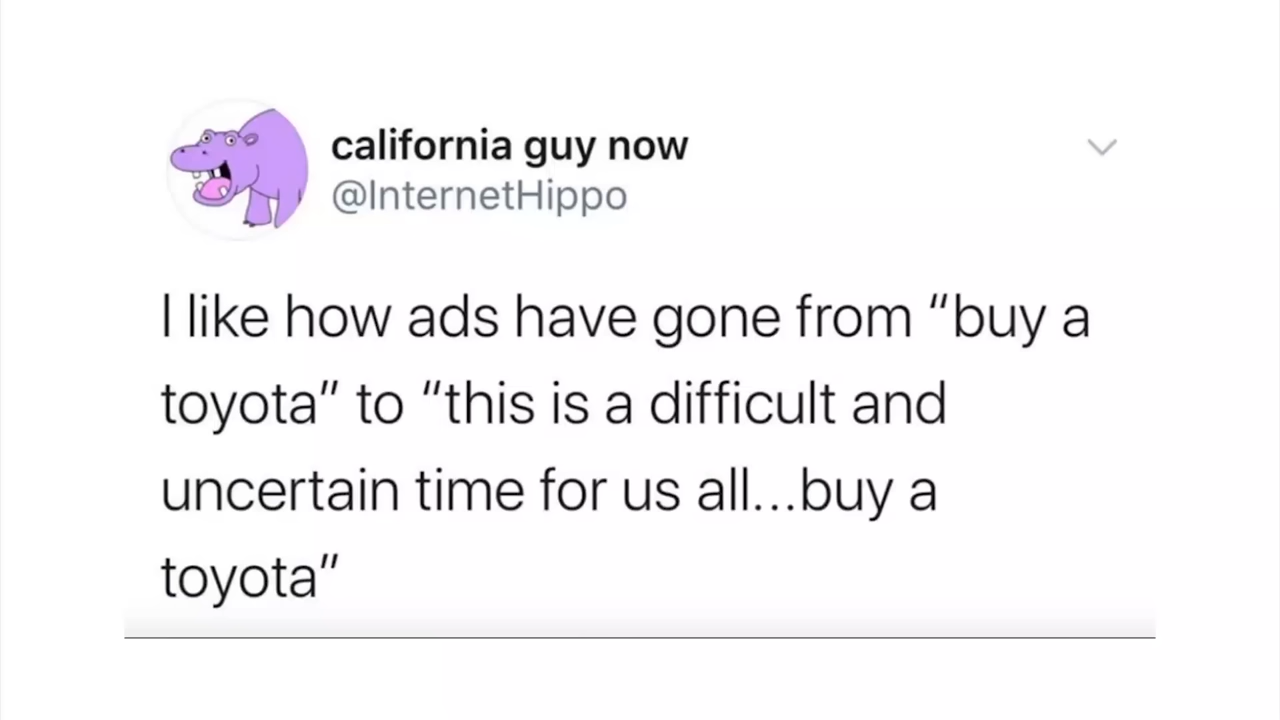 california guy now
@InternetHippo
I like how ads have gone from “buy a
toyota” to “this is a difficult and
uncertain time for us all...buy a
toyota”